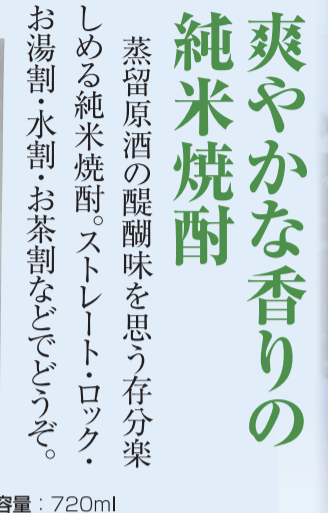 爽やかな香りの
純米焼酎
蒸留原酒の醍醐味を思う存分楽
しめる純米焼酎。ストレート・ロック・
お湯割・水割・お茶割などでどうぞ。
容量：720ml